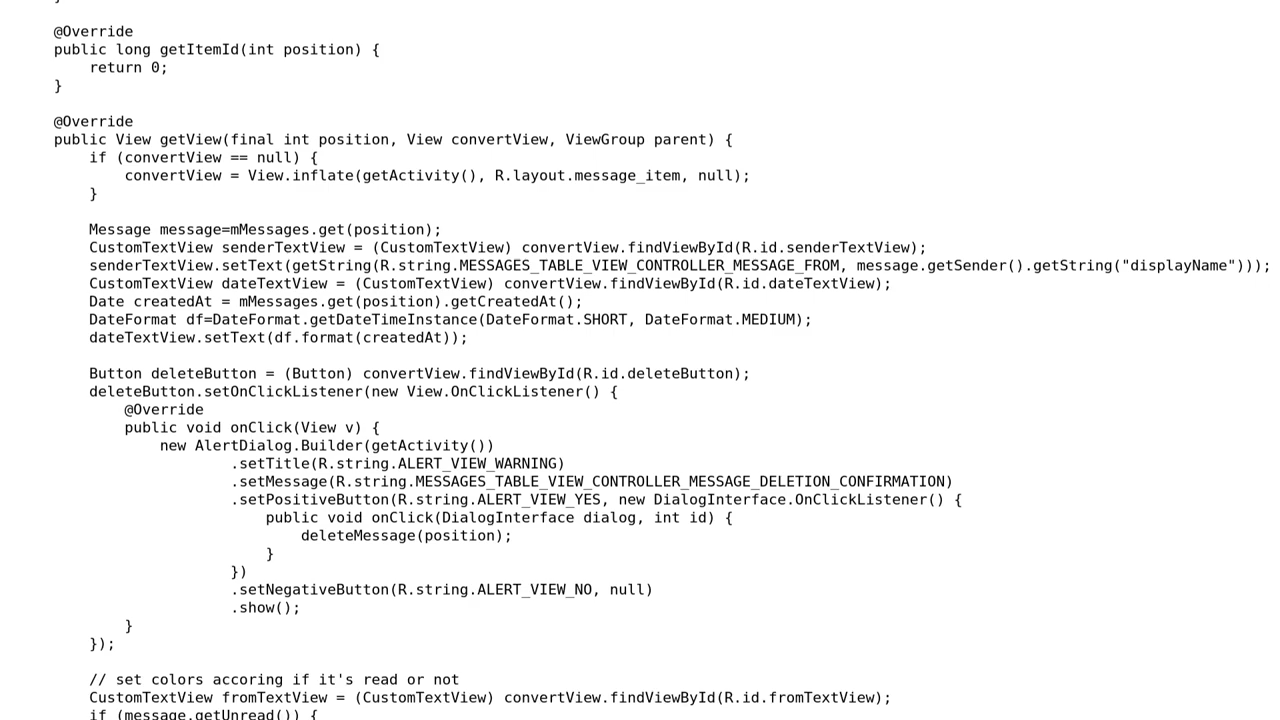 }
@Override
public long getItemId(int position) {
    return 0;
}

@Override
public View getView(final int position, View convertView, ViewGroup parent) {
    if (convertView == null) {
        convertView = View.inflate(getActivity(), R.layout.message_item, null);
    }

    Message message=mMessages.get(position);
    CustomTextView senderTextView = (CustomTextView) convertView.findViewById(R.id.senderTextView);
    senderTextView.setText(getString(R.string.MESSAGES_TABLE_VIEW_CONTROLLER_MESSAGE_FROM, message.getSender().getString("displayName")));
    CustomTextView dateTextView = (CustomTextView) convertView.findViewById(R.id.dateTextView);
    Date createdAt = mMessages.get(position).getCreatedAt();
    DateFormat df=DateFormat.getDateTimeInstance(DateFormat.SHORT, DateFormat.MEDIUM);
    dateTextView.setText(df.format(createdAt));

    Button deleteButton = (Button) convertView.findViewById(R.id.deleteButton);
    deleteButton.setOnClickListener(new View.OnClickListener() {
        @Override
        public void onClick(View v) {
            new AlertDialog.Builder(getActivity())
                    .setTitle(R.string.ALERT_VIEW_WARNING)
                    .setMessage(R.string.MESSAGES_TABLE_VIEW_CONTROLLER_MESSAGE_DELETION_CONFIRMATION)
                    .setPositiveButton(R.string.ALERT_VIEW_YES, new DialogInterface.OnClickListener() {
                        public void onClick(DialogInterface dialog, int id) {
                            deleteMessage(position);
                        }
                    })
                    .setNegativeButton(R.string.ALERT_VIEW_NO, null)
                    .show();
        }
    });

    // set colors accoring if it's read or not
    CustomTextView fromTextView = (CustomTextView) convertView.findViewById(R.id.fromTextView);
    if (message.getUnread()) {